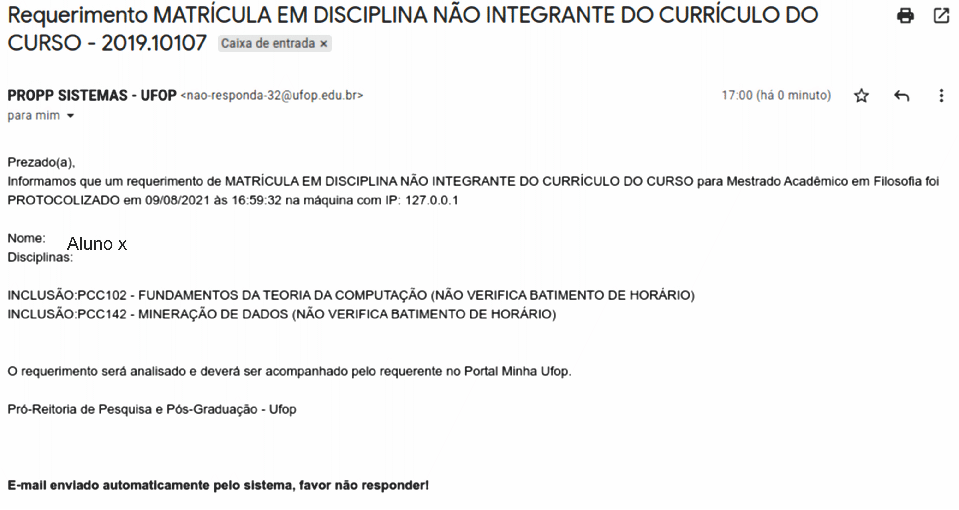 Requerimento MATRÍCULA EM DISCIPLINA NÃO INTEGRANTE DO CURRÍCULO DO
CURSO - 2019.10107 Caixa de entrada ×
PROPP SISTEMAS - UFOP <nao-responda-32@ufop.edu.br> 17:00 (há 0 minuto)
para mim
Prezado(a),
Informamos que um requerimento de MATRÍCULA EM DISCIPLINA NÃO INTEGRANTE DO CURRÍCULO DO CURSO para Mestrado Acadêmico em Filosofia foi
PROTOCOLIZADO em 09/08/2021 às 16:59:32 na máquina com IP: 127.0.0.1
Nome: Aluno x
Disciplinas:
INCLUSÃO:PCC102 - FUNDAMENTOS DA TEORIA DA COMPUTAÇÃO (NÃO VERIFICA BATIMENTO DE HORÁRIO)
INCLUSÃO:PCC142 - MINERAÇÃO DE DADOS (NÃO VERIFICA BATIMENTO DE HORÁRIO)
O requerimento será analisado e deverá ser acompanhado pelo requerente no Portal Minha Ufop.
Pró-Reitoria de Pesquisa e Pós-Graduação - Ufop
E-mail enviado automaticamente pelo sistema, favor não responder!